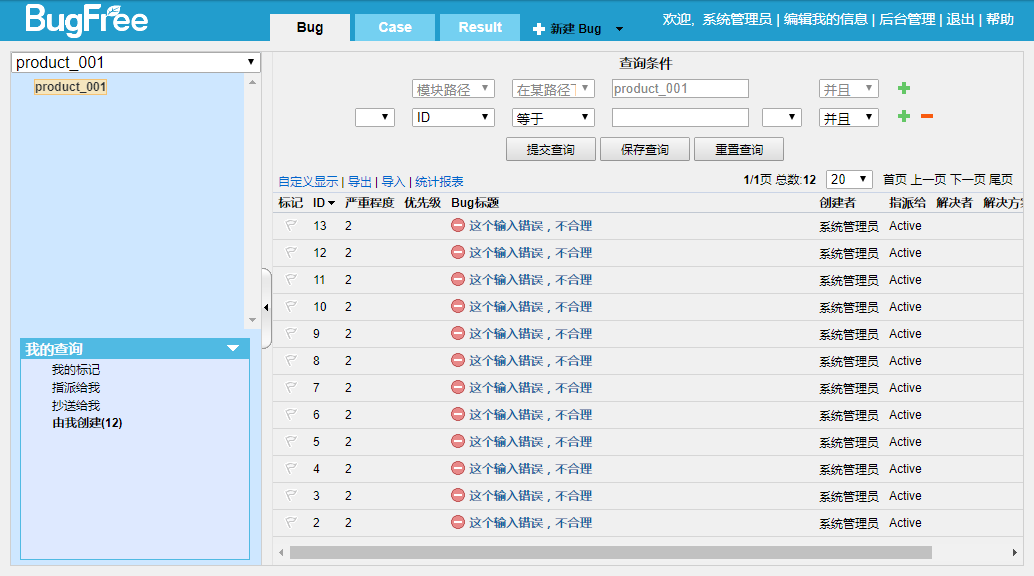 BugFree
Bug Case Result 新建 Bug
欢迎, 系统管理员 | 编辑我的信息 | 后台管理 | 退出 | 帮助
product_001
product_001
我的查询
我的标记
指派给我
抄送给我
由我创建(12)
查询条件
模块路径 在某路径下 product_001 并且
ID 等于 并且
提交查询 保存查询 重置查询
自定义显示 | 导出 | 导入 | 统计报表 1/1页 总数:12 20 首页 上一页 下一页 尾页
标记 ID 严重程度 优先级 Bug标题 创建者 指派给 解决者 解决方案
13 2 这个输入错误，不合理 系统管理员 Active
12 2 这个输入错误，不合理 系统管理员 Active
11 2 这个输入错误，不合理 系统管理员 Active
10 2 这个输入错误，不合理 系统管理员 Active
9 2 这个输入错误，不合理 系统管理员 Active
8 2 这个输入错误，不合理 系统管理员 Active
7 2 这个输入错误，不合理 系统管理员 Active
6 2 这个输入错误，不合理 系统管理员 Active
5 2 这个输入错误，不合理 系统管理员 Active
4 2 这个输入错误，不合理 系统管理员 Active
3 2 这个输入错误，不合理 系统管理员 Active
2 2 这个输入错误，不合理 系统管理员 Active